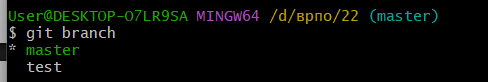 User@DESKTOP-O7LR9SA MINGW64 /d/врпо/22 (master)
$ git branch
* master
  test